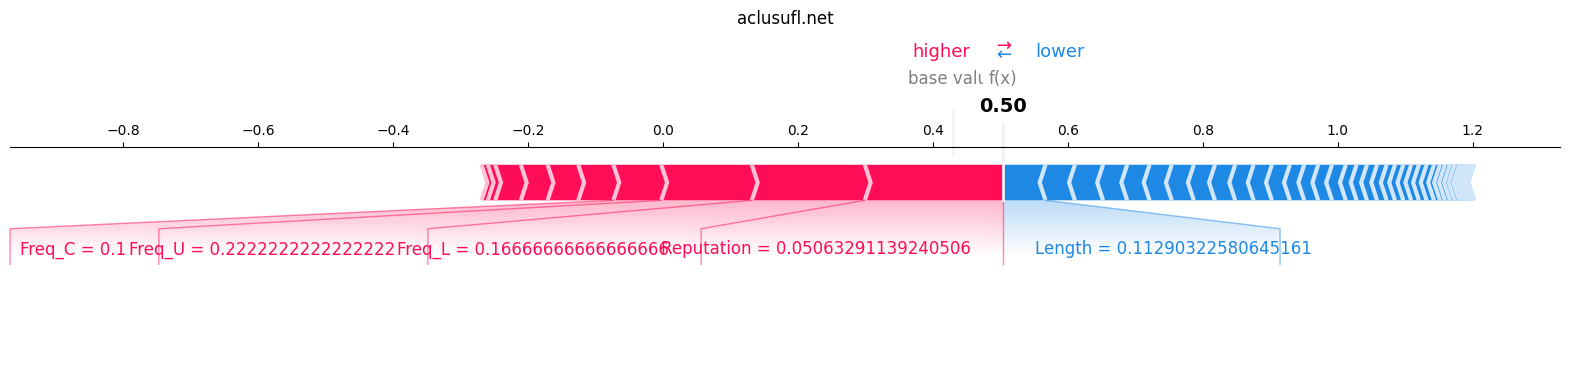 aclusufl.net
higher ⇄ lower
base valu f(x)
0.50
−0.8 −0.6 −0.4 −0.2 0.0 0.2 0.4 0.6 0.8 1.0 1.2
Freq_C = 0.1 Freq_U = 0.2222222222222222 Freq_L = 0.16666666666666666 Reputation = 0.05063291139240506 Length = 0.11290322580645161